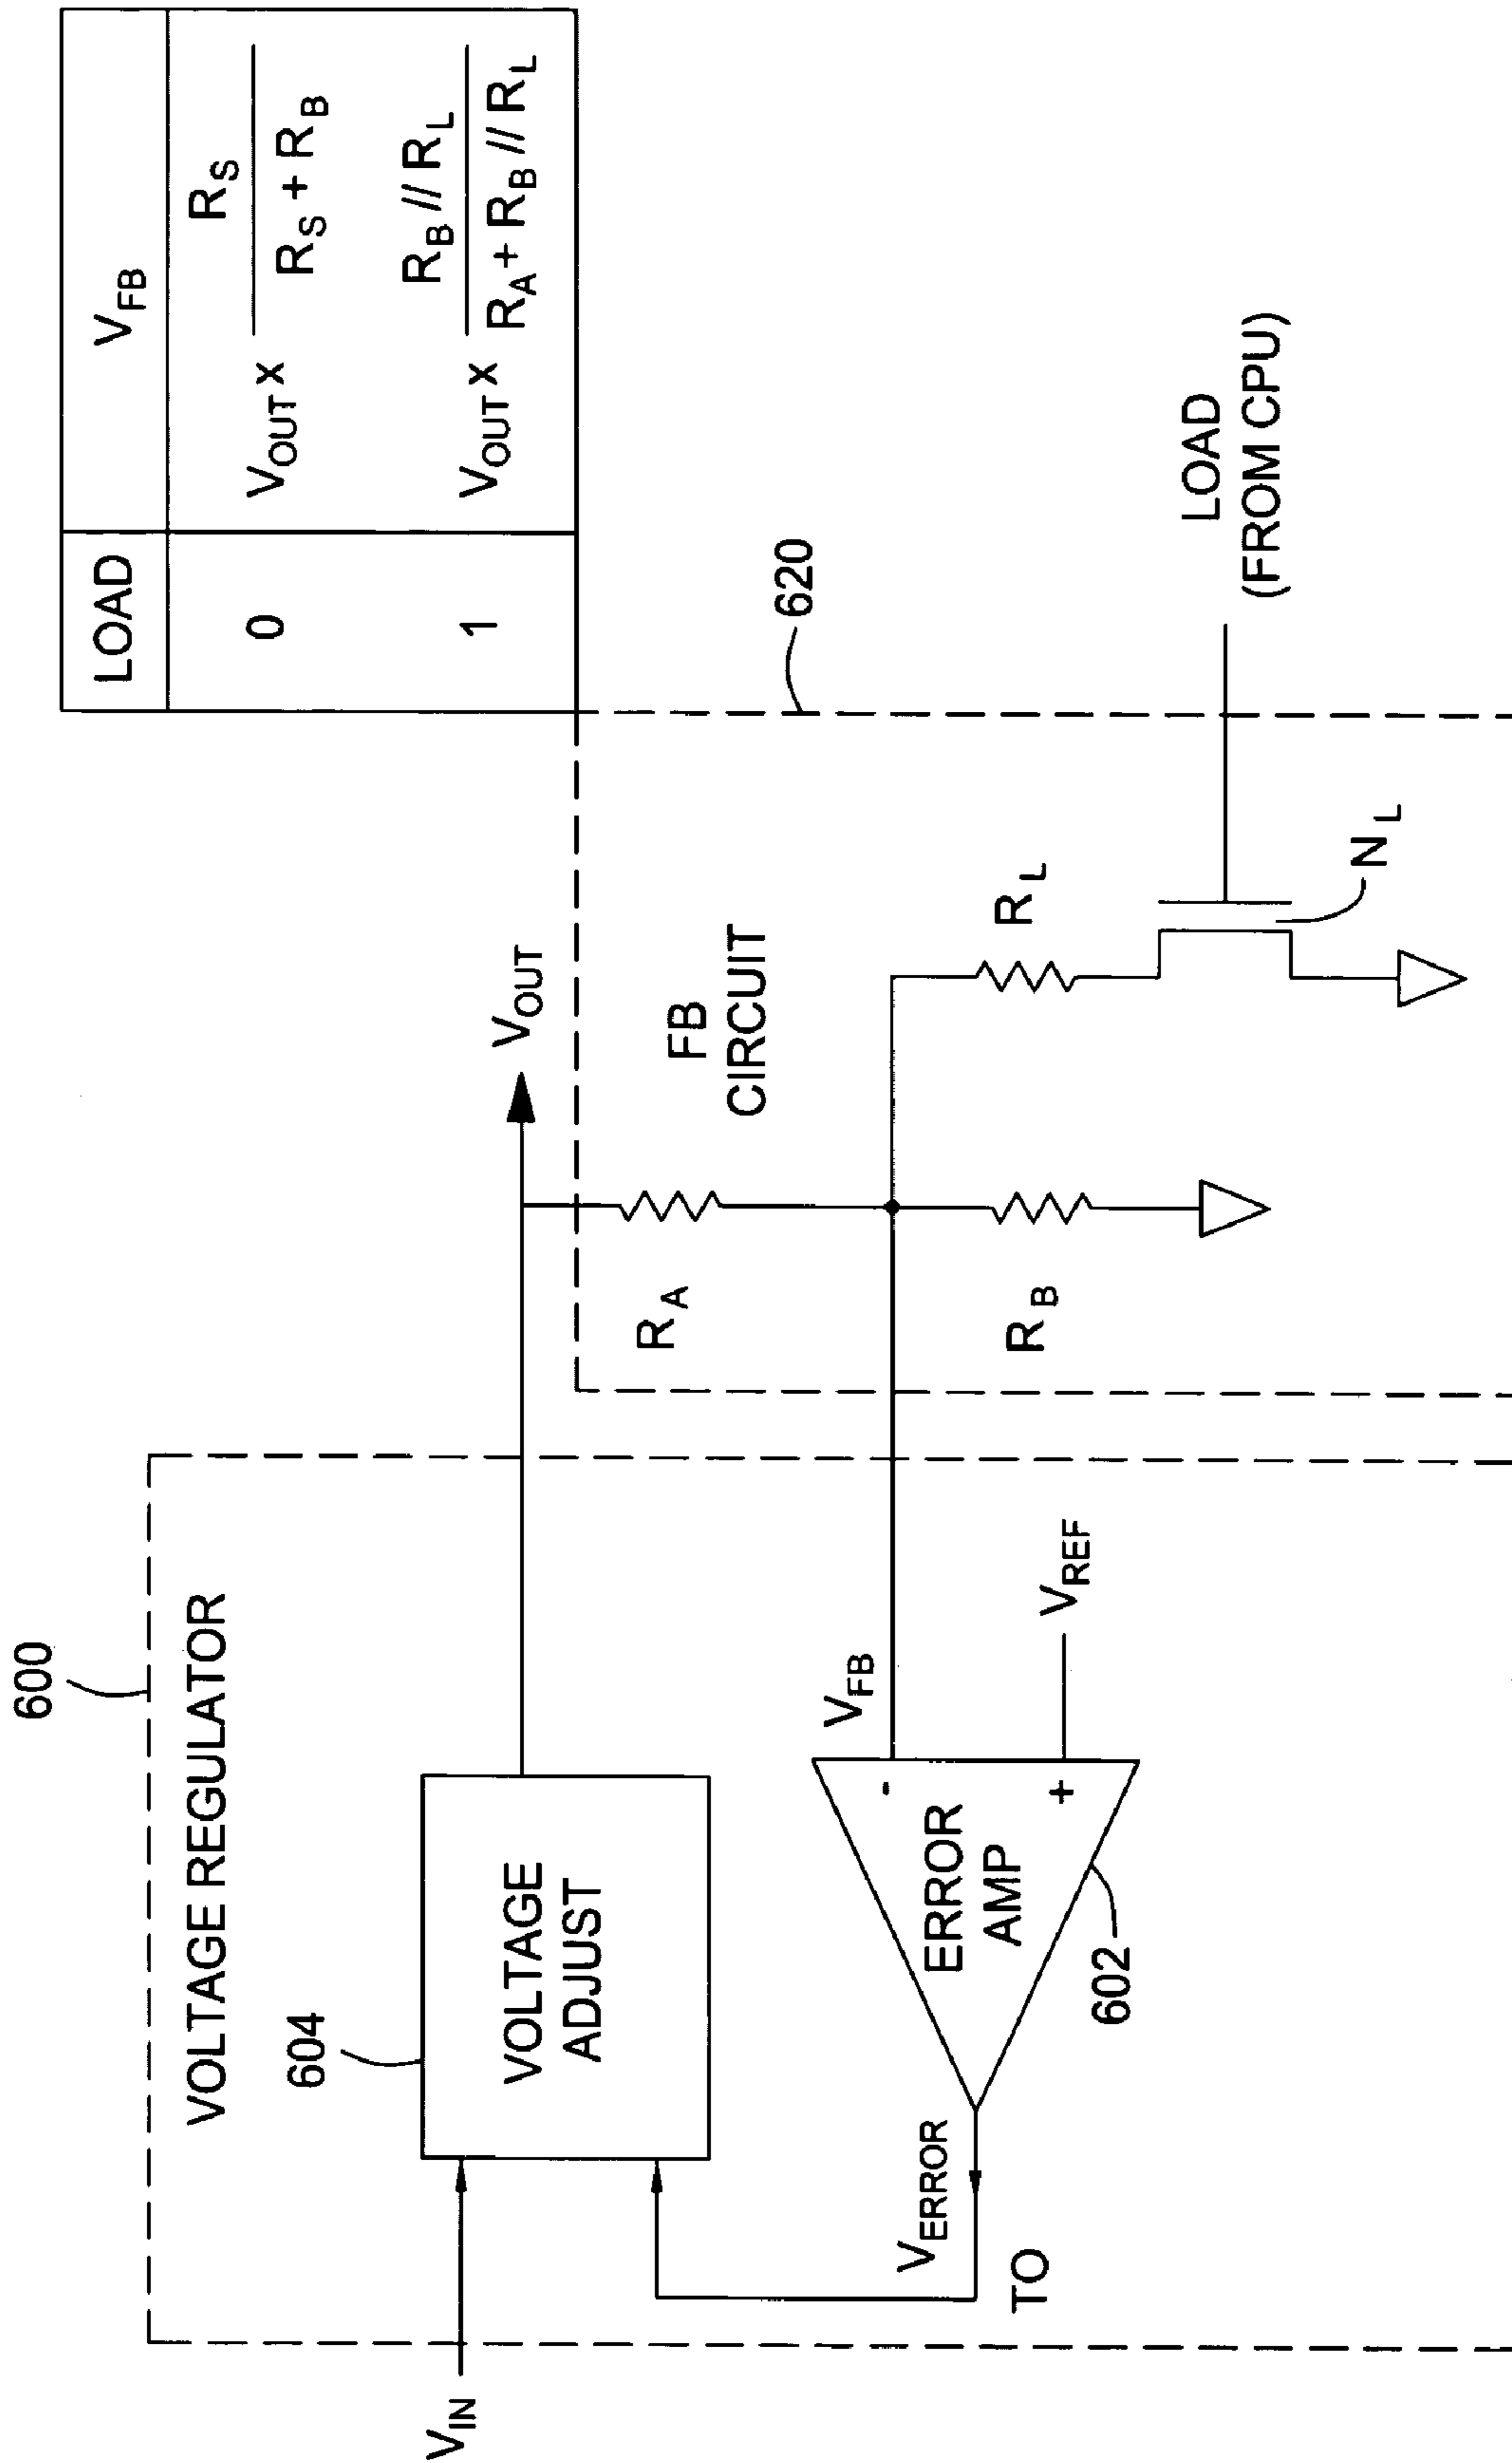 LOAD V_FB
0 V_OUT x R_S / (R_S + R_B)
1 V_OUT x R_B // R_L / (R_A + R_B // R_L)
600
VOLTAGE REGULATOR
V_IN
604
VOLTAGE
ADJUST
V_OUT
620
FB
CIRCUIT
R_A
R_B
R_L
N_L
LOAD
(FROM CPU)
V_FB
-
+
V_REF
ERROR
AMP
602
V_ERROR
TO